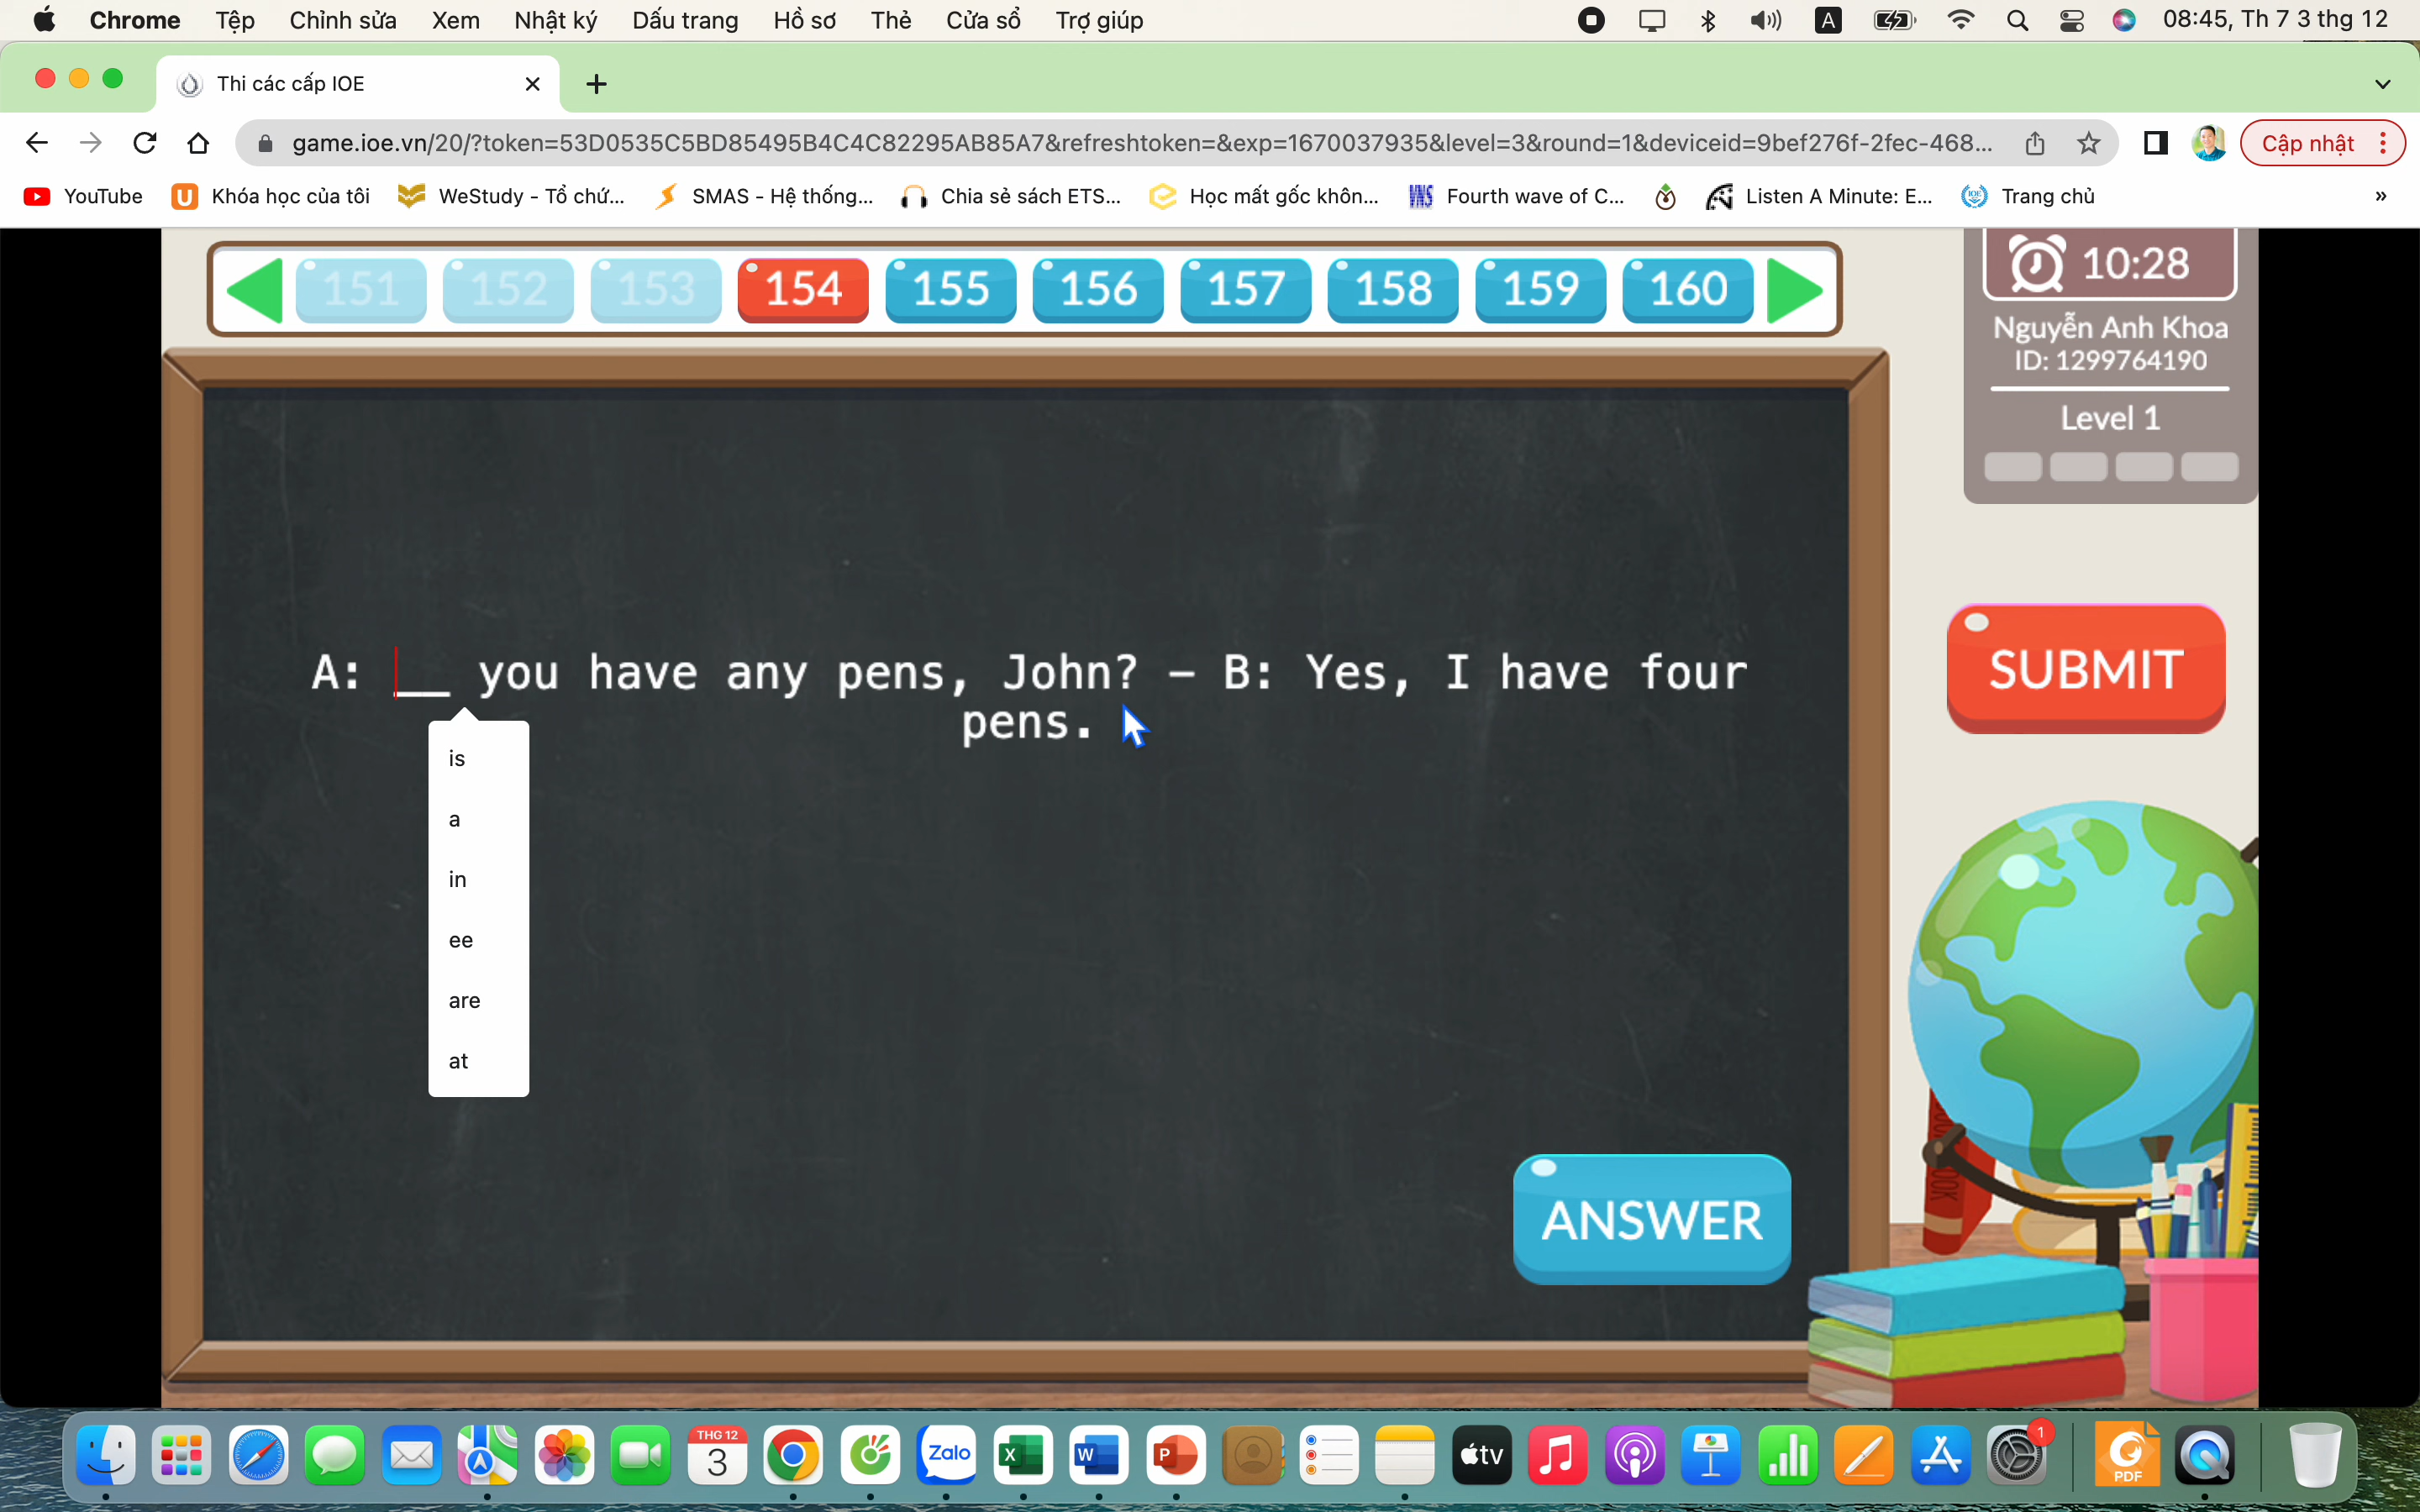 Chrome Tệp Chỉnh sửa Xem Nhật ký Dấu trang Hồ sơ Thẻ Cửa sổ Trợ giúp A 08:45, Th 7 3 thg 12
Thi các cấp IOE
game.ioe.vn/20/?token=53D0535C5BD85495B4C4C82295AB85A7&refreshtoken=&exp=1670037935&level=3&round=1&deviceid=9bef276f-2fec-468... Cập nhật
YouTube Khóa học của tôi WeStudy - Tổ chứ... SMAS - Hệ thống... Chia sẻ sách ETS... Học mất gốc khôn... VNS Fourth wave of C... Listen A Minute: E... IOE Trang chủ »
151 152 153 154 155 156 157 158 159 160
10:28
Nguyễn Anh Khoa
ID: 1299764190
Level 1
A: __ you have any pens, John? – B: Yes, I have four
pens.
is
a
in
ee
are
at
SUBMIT
ANSWER
THG 12
3
Zalo
X
W
P
tv
1
PDF